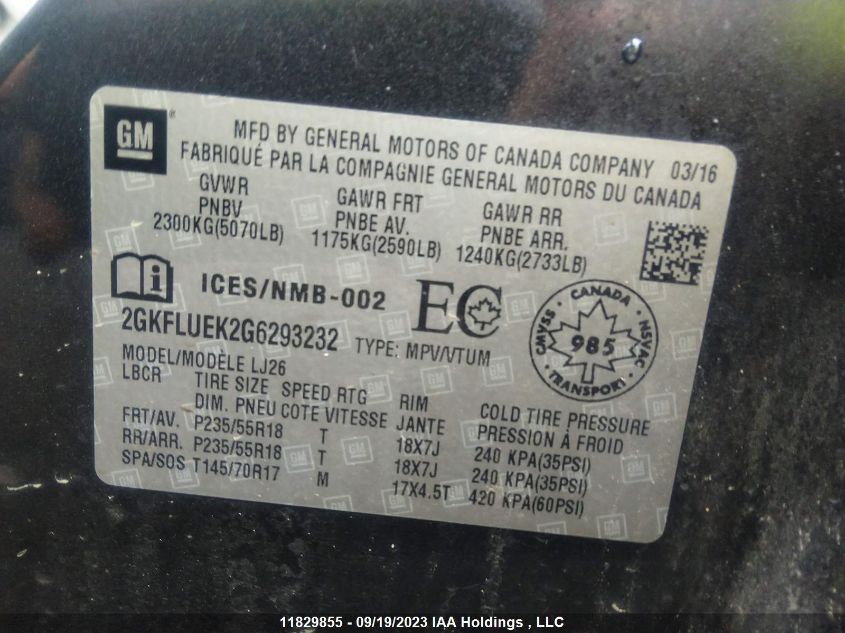 GM ®
MFD BY GENERAL MOTORS OF CANADA COMPANY 03/16
FABRIQUÉ PAR LA COMPAGNIE GENERAL MOTORS DU CANADA
GVWR GAWR FRT GAWR RR
PNBV PNBE AV. PNBE ARR.
2300KG(5070LB) 1175KG(2590LB) 1240KG(2733LB)
ICES/NMB-002 EC
2GKFLUEK2G6293232 TYPE: MPV/VTUM
CANADA CMVSS NSVAC 985 TRANSPORT
MODEL/MODÈLE LJ26
LBCR TIRE SIZE SPEED RTG RIM COLD TIRE PRESSURE
DIM. PNEU COTE VITESSE JANTE PRESSION À FROID
FRT/AV. P235/55R18 T 18X7J 240 KPA(35PSI)
RR/ARR. P235/55R18 T 18X7J 240 KPA(35PSI)
SPA/SOS T145/70R17 M 17X4.5T 420 KPA(60PSI)
11829855 - 09/19/2023 IAA Holdings , LLC